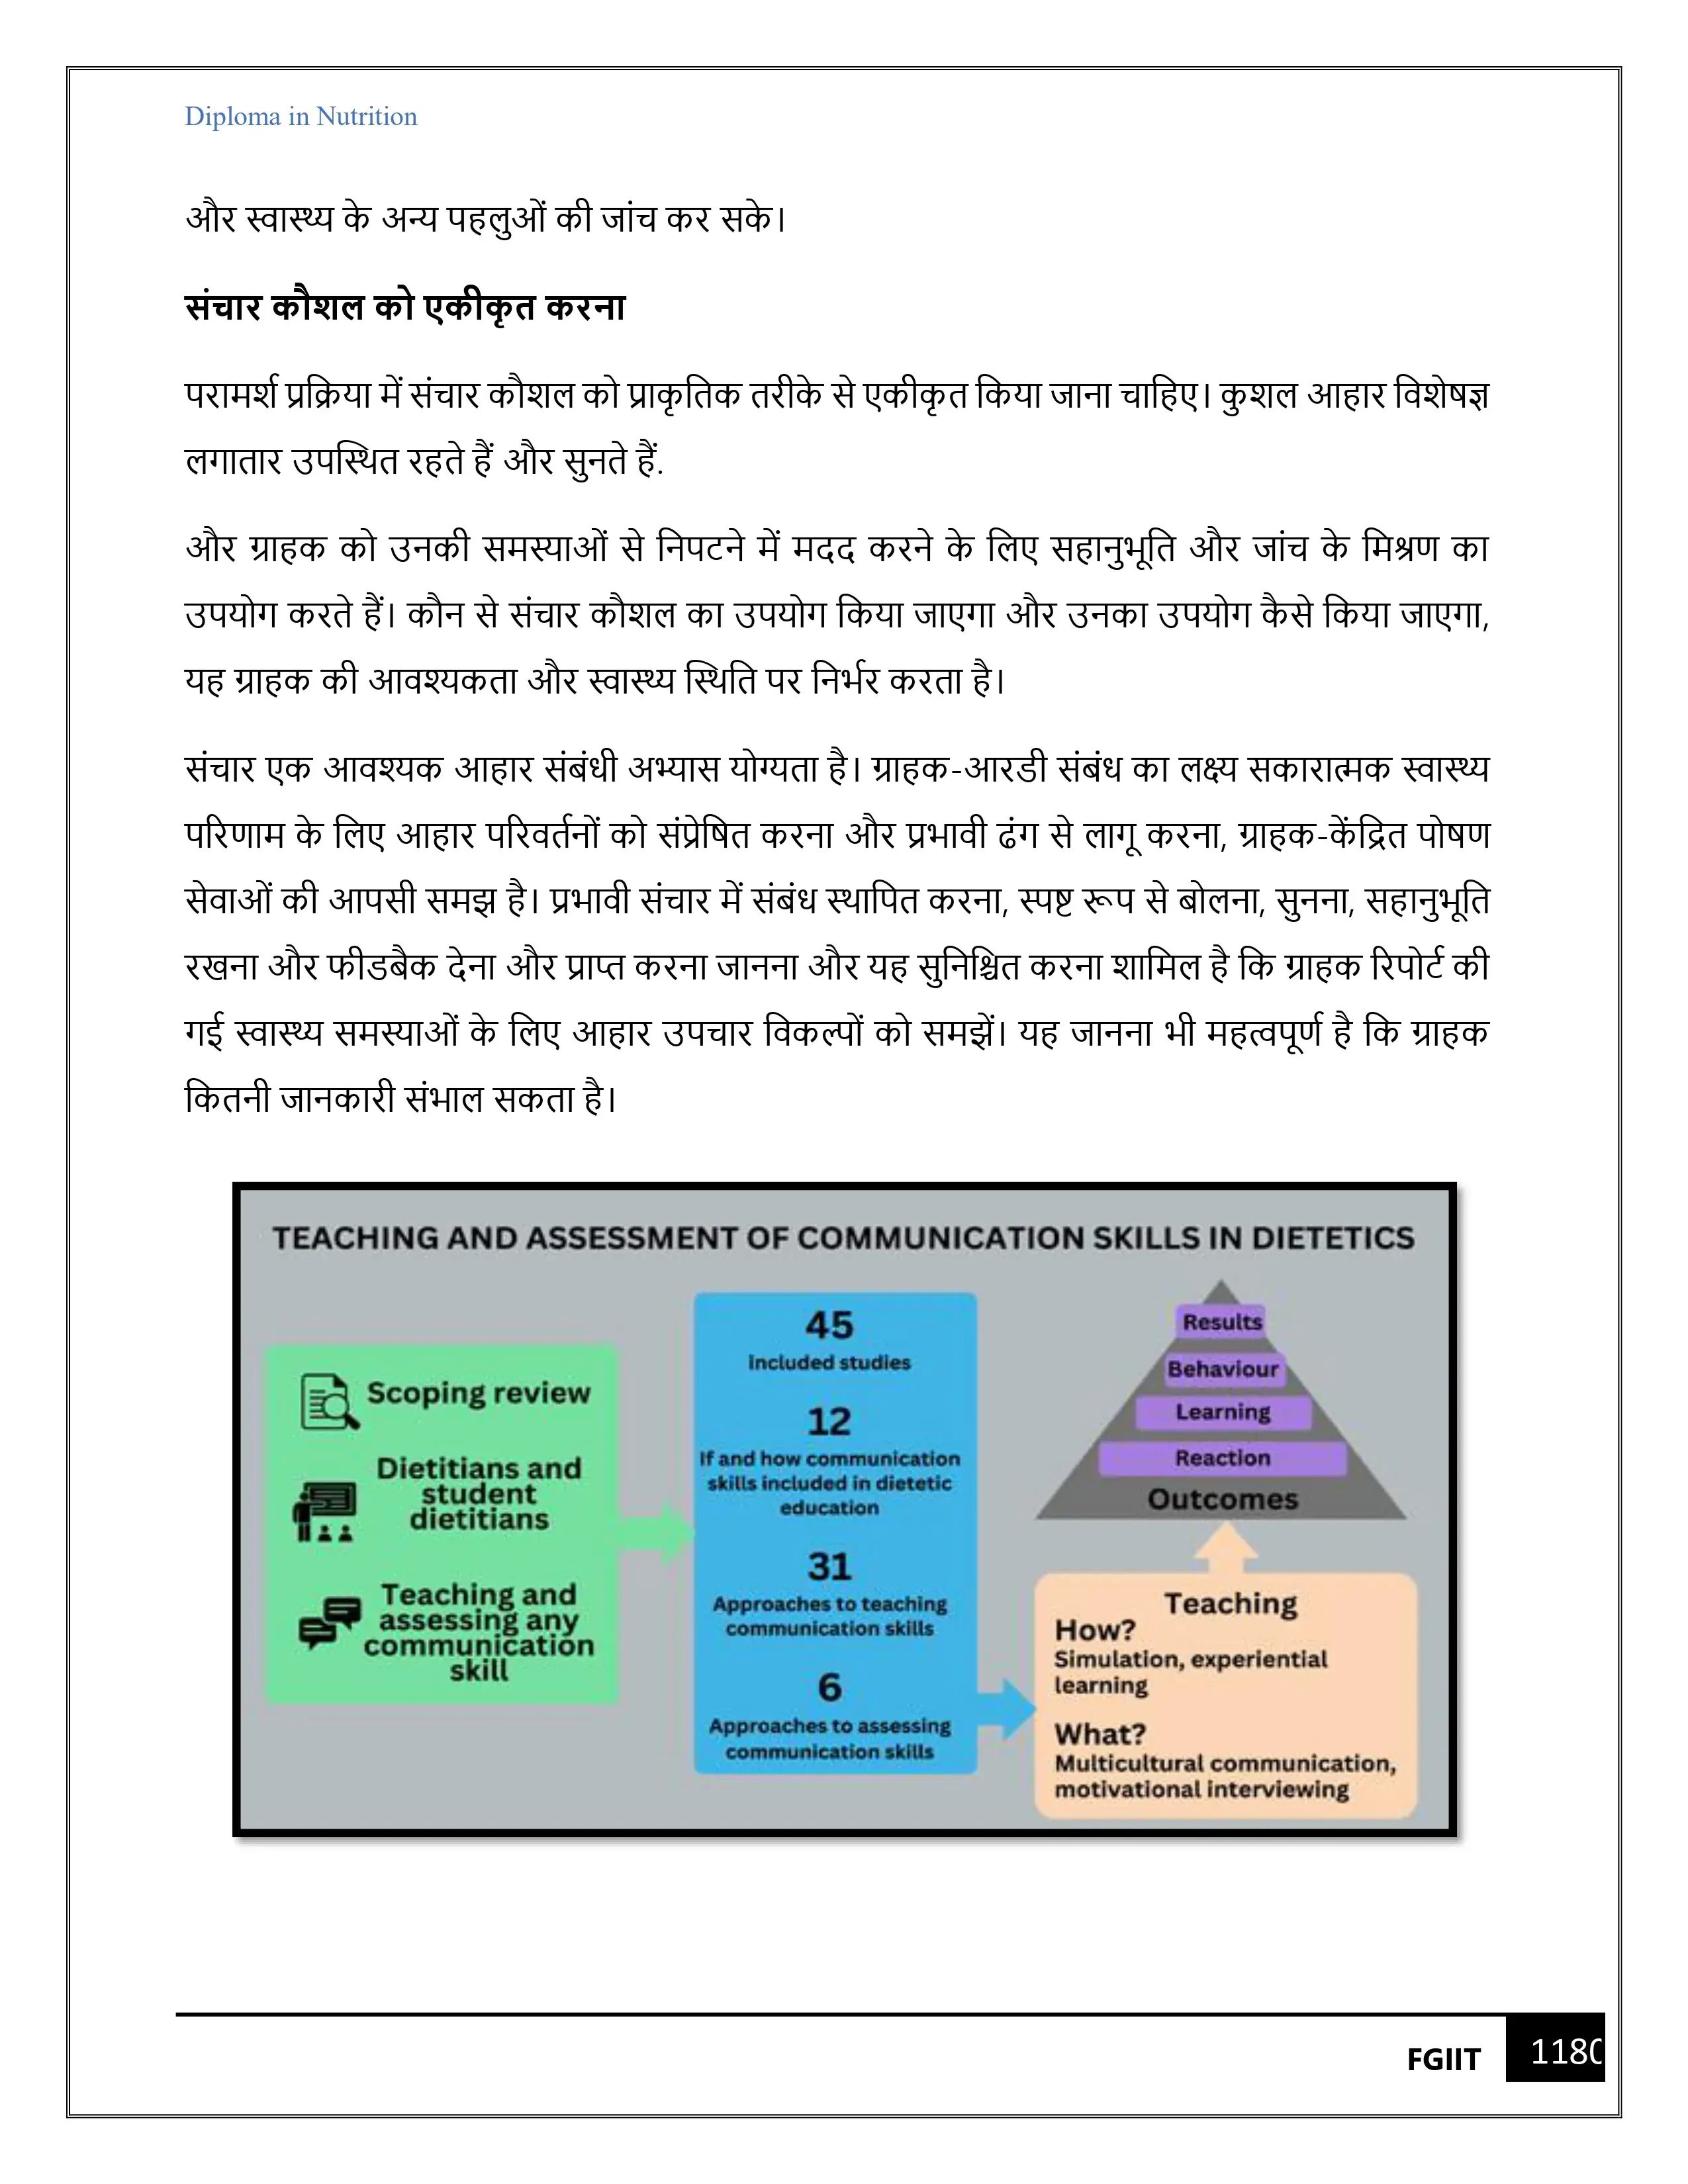 Diploma in Nutrition
और स्वास्थ्य के अन्य पहलुओं की जांच कर सके।
संचार कौशल को एकीकृत करना
परामर्श प्रक्रिया में संचार कौशल को प्राकृतिक तरीके से एकीकृत किया जाना चाहिए। कुशल आहार विशेषज्ञ
लगातार उपस्थित रहते हैं और सुनते हैं.
और ग्राहक को उनकी समस्याओं से निपटने में मदद करने के लिए सहानुभूति और जांच के मिश्रण का
उपयोग करते हैं। कौन से संचार कौशल का उपयोग किया जाएगा और उनका उपयोग कैसे किया जाएगा,
यह ग्राहक की आवश्यकता और स्वास्थ्य स्थिति पर निर्भर करता है।
संचार एक आवश्यक आहार संबंधी अभ्यास योग्यता है। ग्राहक-आरडी संबंध का लक्ष्य सकारात्मक स्वास्थ्य
परिणाम के लिए आहार परिवर्तनों को संप्रेषित करना और प्रभावी ढंग से लागू करना, ग्राहक-केंद्रित पोषण
सेवाओं की आपसी समझ है। प्रभावी संचार में संबंध स्थापित करना, स्पष्ट रूप से बोलना, सुनना, सहानुभूति
रखना और फीडबैक देना और प्राप्त करना जानना और यह सुनिश्चित करना शामिल है कि ग्राहक रिपोर्ट की
गई स्वास्थ्य समस्याओं के लिए आहार उपचार विकल्पों को समझें। यह जानना भी महत्वपूर्ण है कि ग्राहक
कितनी जानकारी संभाल सकता है।
TEACHING AND ASSESSMENT OF COMMUNICATION SKILLS IN DIETETICS
Scoping review
Dietitians and
student
dietitians
Teaching and
assessing any
communication
skill
45
included studies
12
If and how communication
skills included in dietetic
education
31
Approaches to teaching
communication skills
6
Approaches to assessing
communication skills
Results
Behaviour
Learning
Reaction
Outcomes
Teaching
How?
Simulation, experiential
learning
What?
Multicultural communication,
motivational interviewing
FGIIT
1180